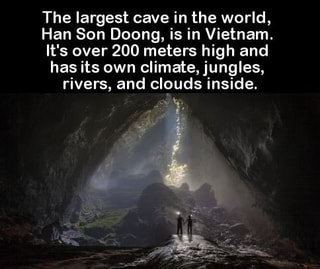 The largest cave in the world,
Han Son Doong, is in Vietnam.
It's over 200 meters high and
has its own climate, jungles,
rivers, and clouds inside.